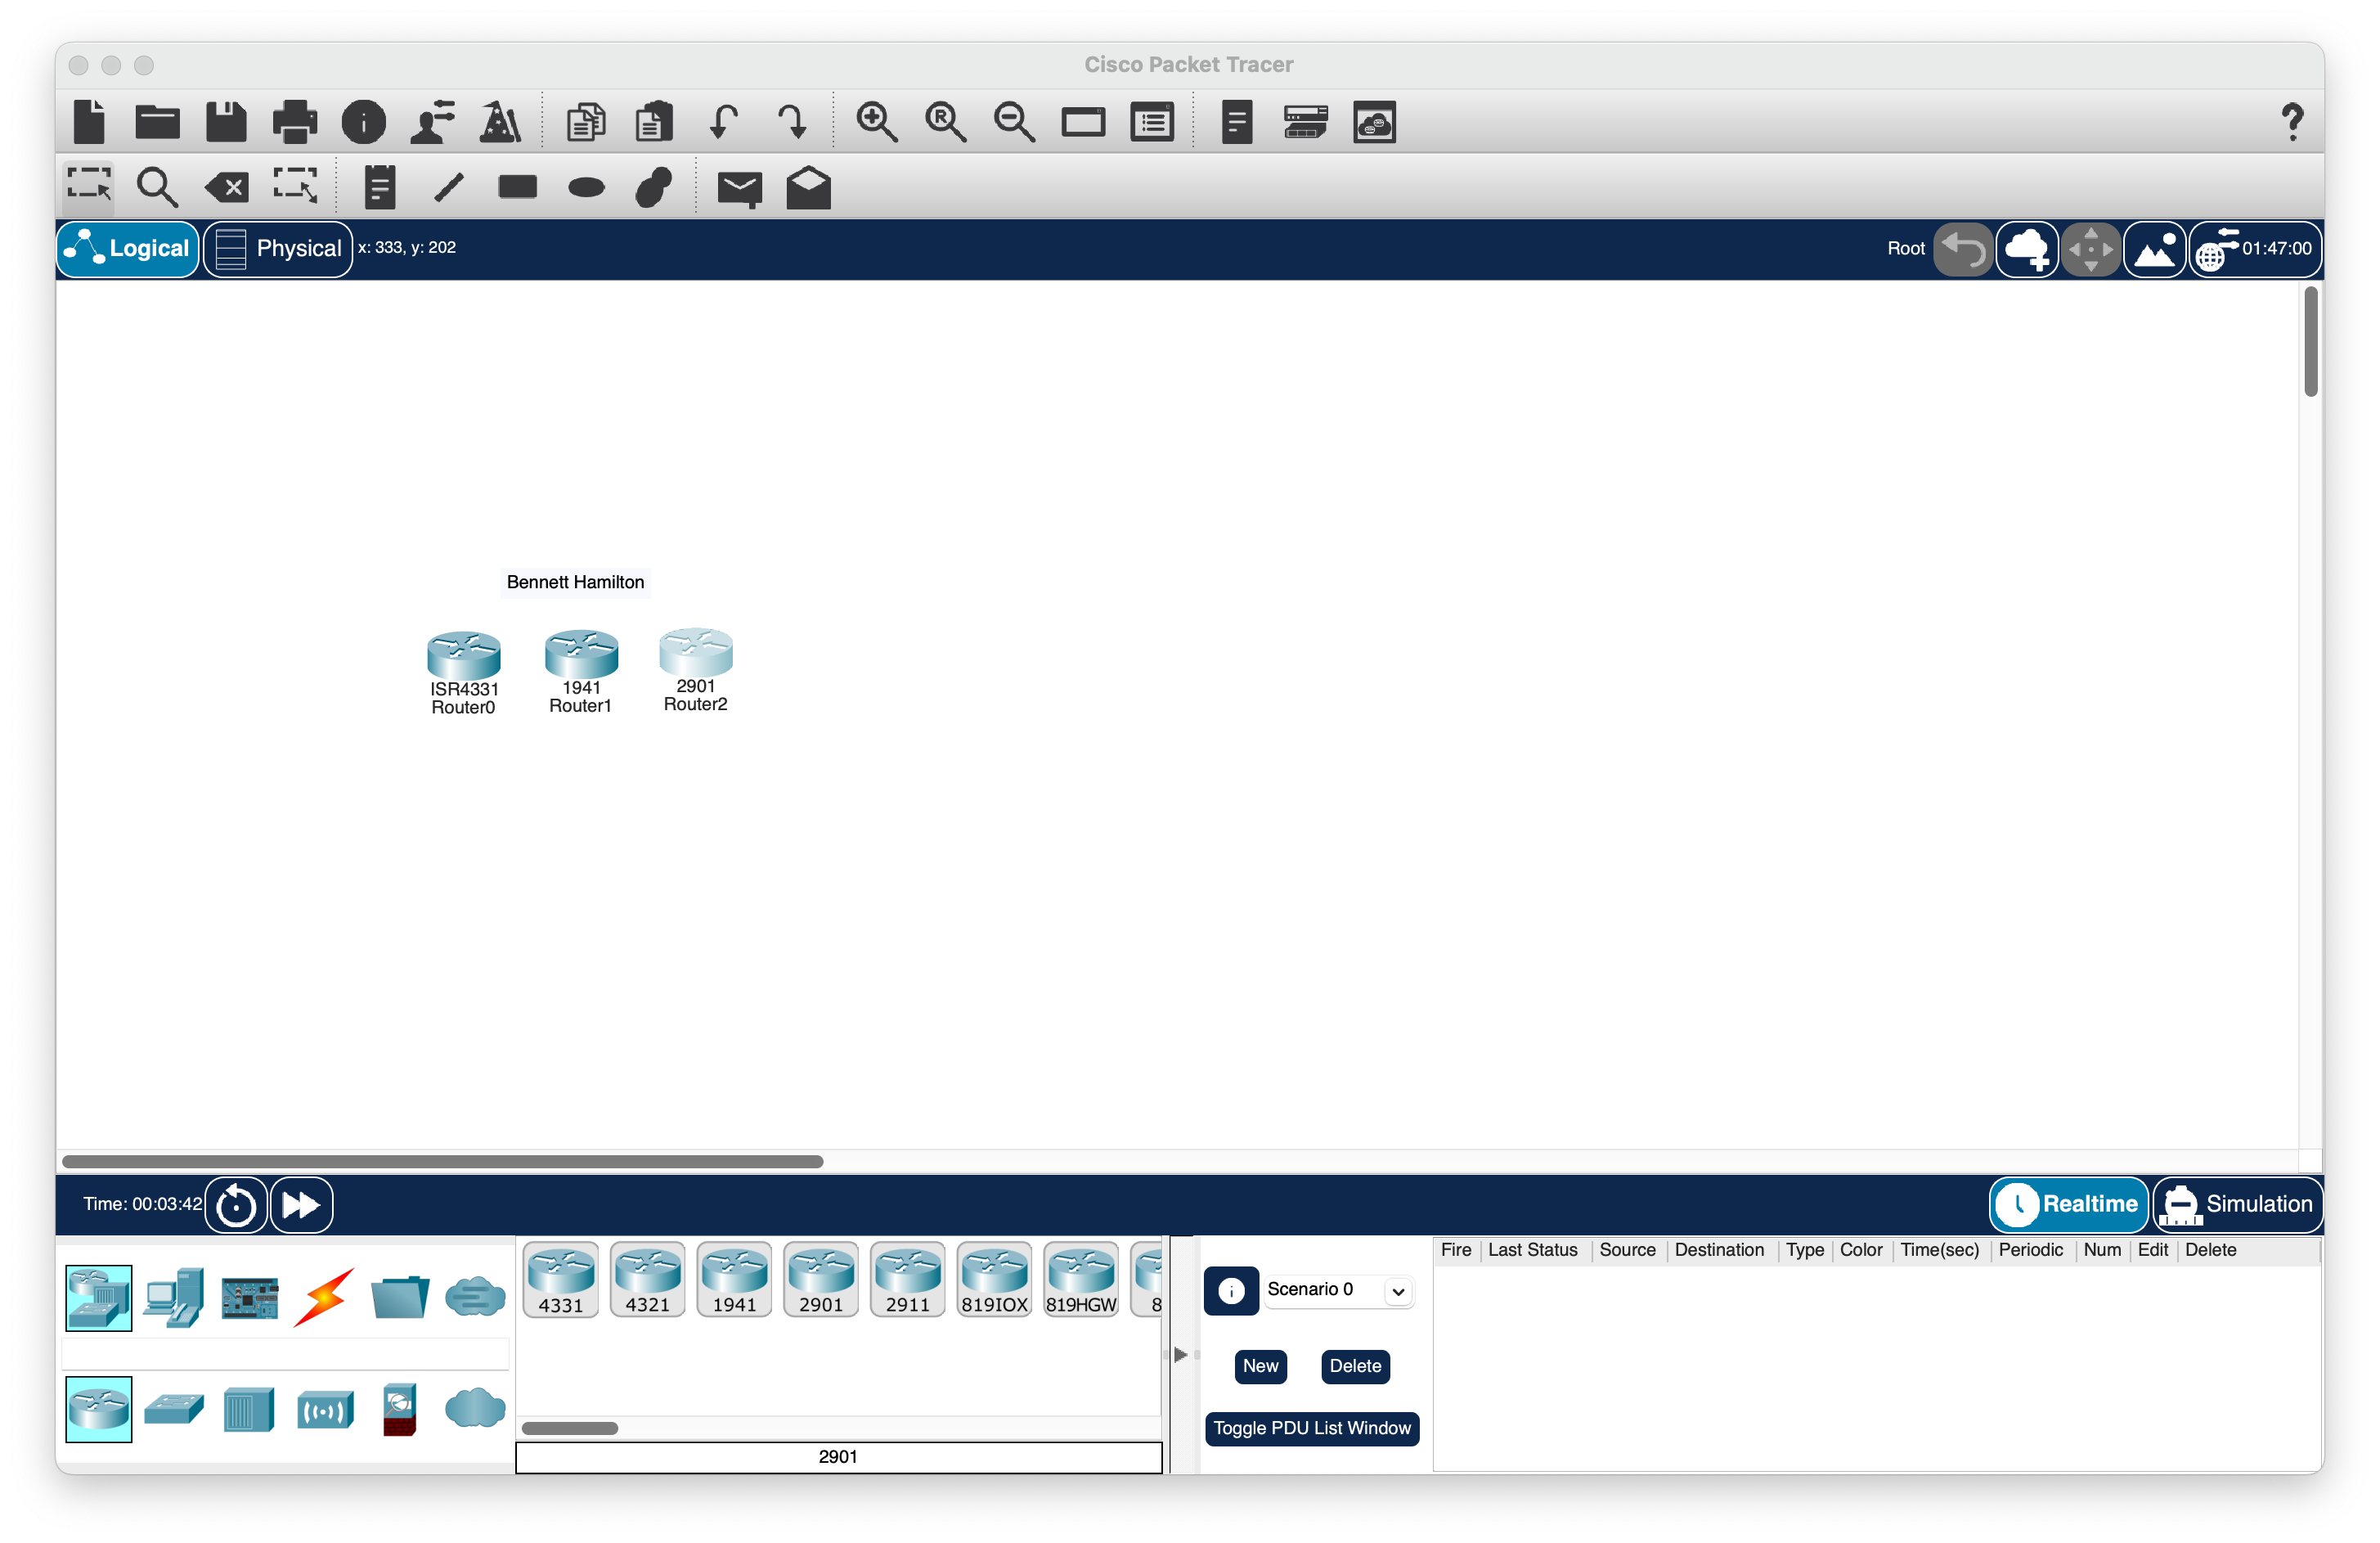 Cisco Packet Tracer
Logical
Physical
x: 333, y: 202
Root
01:47:00
Bennett Hamilton
ISR4331
Router0
1941
Router1
2901
Router2
Time: 00:03:42
Realtime
Simulation
4331
4321
1941
2901
2911
819IOX
819HGW
8
2901
Scenario 0
New
Delete
Toggle PDU List Window
Fire Last Status Source Destination Type Color Time(sec) Periodic Num Edit Delete